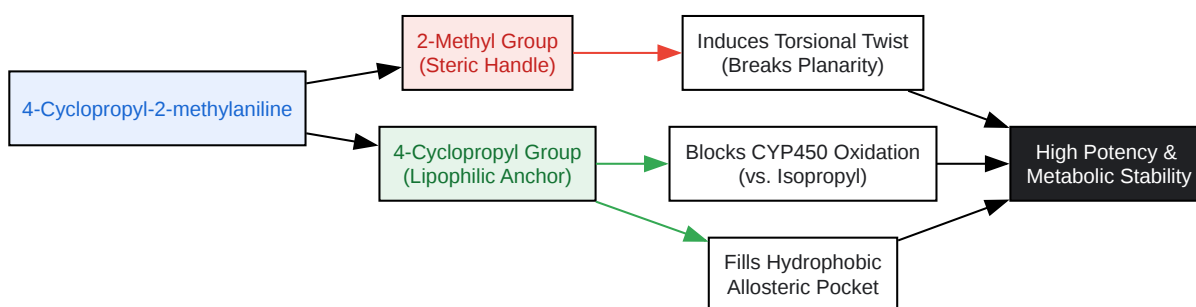 4-Cyclopropyl-2-methylaniline
2-Methyl Group
(Steric Handle)
Induces Torsional Twist
(Breaks Planarity)
4-Cyclopropyl Group
(Lipophilic Anchor)
Blocks CYP450 Oxidation
(vs. Isopropyl)
Fills Hydrophobic
Allosteric Pocket
High Potency &
Metabolic Stability